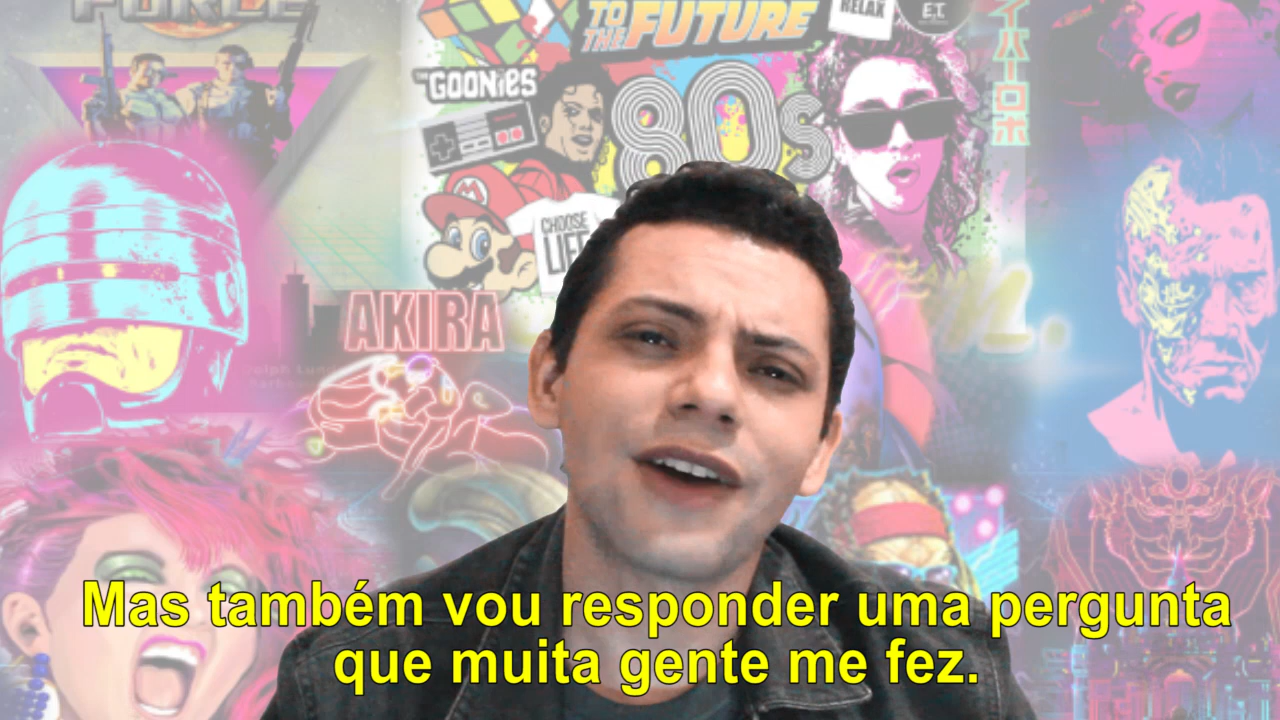 FORCE
TO
THE FUTURE
RELAX
E.T.
THE
GOONIES
80s
CHOOSE
LIFE
AKIRA
Mas também vou responder uma pergunta
que muita gente me fez.